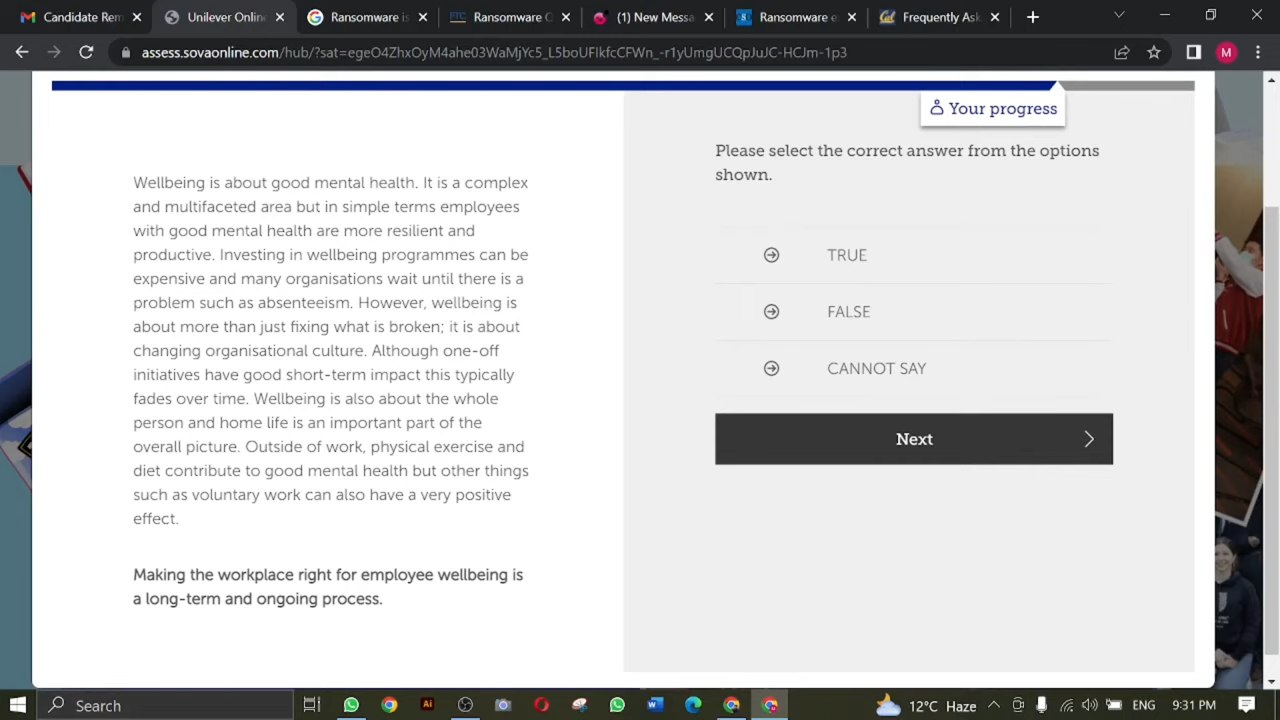 Candidate Rem
Unilever Onlin
Ransomware is
FTC
Ransomware C
(1) New Messa
Ransomware e
Cal
Frequently Ask
assess.sovaonline.com/hub/?sat=egeO4ZhxOyM4ahe03WaMjYc5_L5boUFlkfcCFWn_-r1yUmgUCQpJuJC-HCJm-1p3
M
Your progress
Wellbeing is about good mental health. It is a complex
and multifaceted area but in simple terms employees
with good mental health are more resilient and
productive. Investing in wellbeing programmes can be
expensive and many organisations wait until there is a
problem such as absenteeism. However, wellbeing is
about more than just fixing what is broken; it is about
changing organisational culture. Although one-off
initiatives have good short-term impact this typically
fades over time. Wellbeing is also about the whole
person and home life is an important part of the
overall picture. Outside of work, physical exercise and
diet contribute to good mental health but other things
such as voluntary work can also have a very positive
effect.
Making the workplace right for employee wellbeing is
a long-term and ongoing process.
Please select the correct answer from the options
shown.
TRUE
FALSE
CANNOT SAY
Next
Search
Ai
12°C Haze
9:31 PM